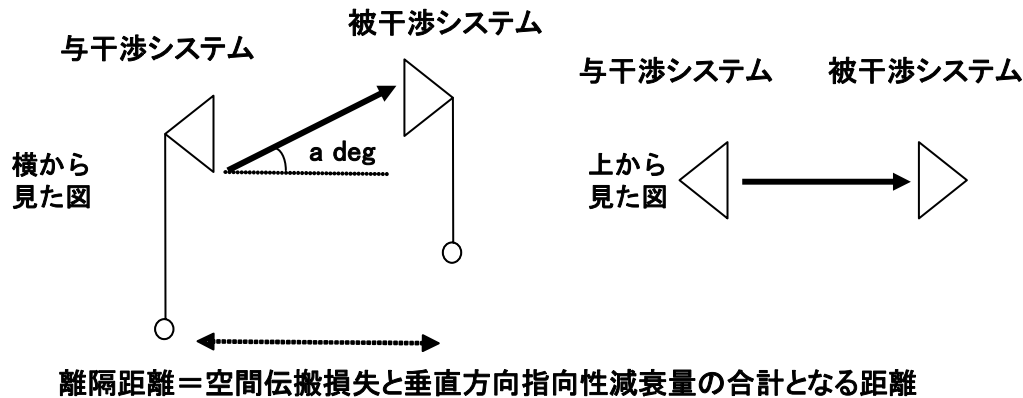 与干渉システム
被干渉システム
横から
見た図
a deg
与干渉システム
被干渉システム
上から
見た図
離隔距離＝空間伝搬損失と垂直方向指向性減衰量の合計となる距離